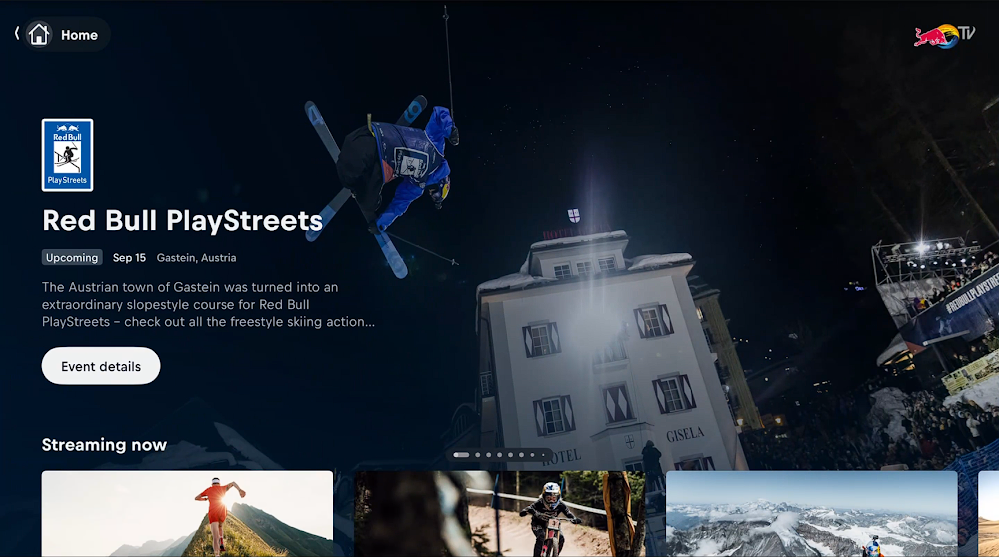 Home
TV
Red Bull
PlayStreets
Red Bull PlayStreets
Upcoming Sep 15 Gastein, Austria
The Austrian town of Gastein was turned into an
extraordinary slopestyle course for Red Bull
PlayStreets – check out all the freestyle skiing action...
Event details
HOTEL
#REDBULLPLAYSTREETS
HOTEL GISELA
Streaming now